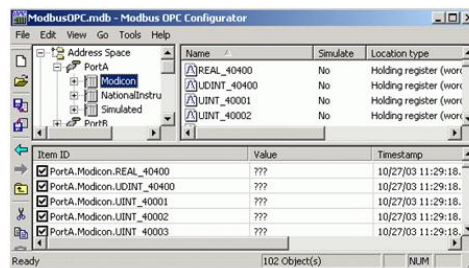 ModbusOPC.mdb - Modbus OPC Configurator
File Edit View Go Tools Help
Address Space
PortA
Modicon
NationalInstru
Simulated
PortB
Name Simulate Location type
REAL_40400 No Holding register (word
UDINT_40400 No Holding register (word
UINT_40001 No Holding register (word
UINT_40002 No Holding register (word
Item ID Value Timestamp
PortA.Modicon.REAL_40400 ??? 10/27/03 11:29:18.
PortA.Modicon.UDINT_40400 ??? 10/27/03 11:29:18.
PortA.Modicon.UINT_40001 ??? 10/27/03 11:29:18.
PortA.Modicon.UINT_40002 ??? 10/27/03 11:29:18.
PortA.Modicon.UINT_40003 ??? 10/27/03 11:29:18.
Ready 102 Object(s) NUM